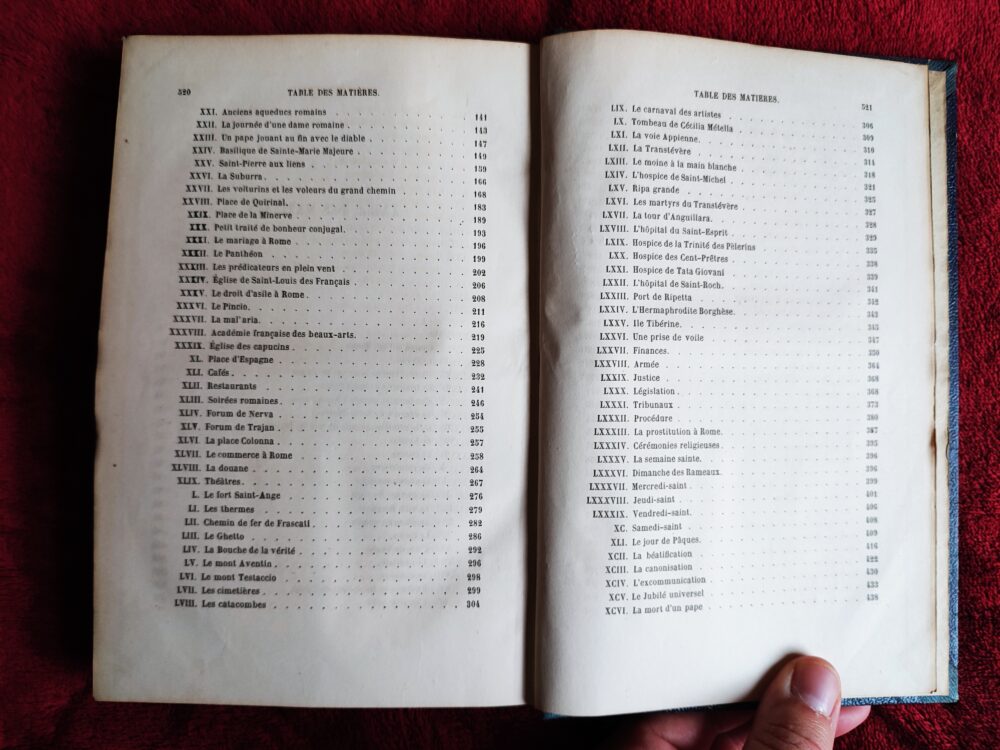 520 TABLE DES MATIÈRES.
XXI. Anciens aqueducs romains . . . 141
XXII. La journée d'une dame romaine . . . 143
XXIII. Un pape jouant au fin avec le diable . . . 147
XXIV. Basilique de Sainte-Marie Majeure . . . 149
XXV. Saint-Pierre aux liens . . . 159
XXVI. La Suburra . . . 166
XXVII. Les voiturins et les voleurs du grand chemin . . . 168
XXVIII. Place de Quirinal . . . 183
XXIX. Place de la Minerve . . . 189
XXX. Petit traité de bonheur conjugal . . . 193
XXXI. Le mariage à Rome . . . 196
XXXII. Le Panthéon . . . 199
XXXIII. Les prédicateurs en plein vent . . . 202
XXXIV. Église de Saint-Louis des Français . . . 206
XXXV. Le droit d'asile à Rome . . . 208
XXXVI. Le Pincio . . . 211
XXXVII. La mal'aria . . . 216
XXXVIII. Académie française des beaux-arts . . . 219
XXXIX. Église des capucins . . . 225
XL. Place d'Espagne . . . 228
XLI. Cafés . . . 232
XLII. Restaurants . . . 241
XLIII. Soirées romaines . . . 246
XLIV. Forum de Nerva . . . 254
XLV. Forum de Trajan . . . 255
XLVI. La place Colonna . . . 257
XLVII. Le commerce à Rome . . . 258
XLVIII. La douane . . . 264
XLIX. Théâtres . . . 267
L. Le fort Saint-Ange . . . 276
LI. Les thermes . . . 279
LII. Chemin de fer de Frascati . . . 282
LIII. Le Ghetto . . . 286
LIV. La Bouche de la vérité . . . 292
LV. Le mont Aventin . . . 296
LVI. Le mont Testaccio . . . 298
LVII. Les cimetières . . . 299
LVIII. Les catacombes . . . 304
TABLE DES MATIERES. 521
LIX. Le carnaval des artistes . . . 306
LX. Tombeau de Cécilia Métella . . . 309
LXI. La voie Appienne . . . 310
LXII. La Transtévère . . . 314
LXIII. Le moine à la main blanche . . . 318
LXIV. L'hospice de Saint-Michel . . . 321
LXV. Ripa grande . . . 325
LXVI. Les martyrs du Transtévère . . . 327
LXVII. La tour d'Anguillara . . . 328
LXVIII. L'hôpital du Saint-Esprit . . . 329
LXIX. Hospice de la Trinité des Pèlerins . . . 335
LXX. Hospice des Cent-Prêtres . . . 338
LXXI. Hospice de Tata Giovani . . . 339
LXXII. L'hôpital de Saint-Roch . . . 341
LXXIII. Port de Ripetta . . . 342
LXXIV. L'Hermaphrodite Borghèse . . . 343
LXXV. Ile Tibérine . . . 345
LXXVI. Une prise de voile . . . 347
LXXVII. Finances . . . 350
LXXVIII. Armée . . . 364
LXXIX. Justice . . . 368
LXXX. Législation . . . 368
LXXXI. Tribunaux . . . 373
LXXXII. Procédure . . . 380
LXXXIII. La prostitution à Rome . . . 387
LXXXIV. Cérémonies religieuses . . . 395
LXXXV. La semaine sainte . . . 396
LXXXVI. Dimanche des Rameaux . . . 396
LXXXVII. Mercredi-saint . . . 399
LXXXVIII. Jeudi-saint . . . 401
LXXXIX. Vendredi-saint . . . 406
XC. Samedi-saint . . . 408
XLI. Le jour de Pâques . . . 409
XCII. La béatification . . . 416
XCIII. La canonisation . . . 422
XCIV. L'excommunication . . . 430
XCV. Le Jubilé universel . . . 433
XCVI. La mort d'un pape . . . 438